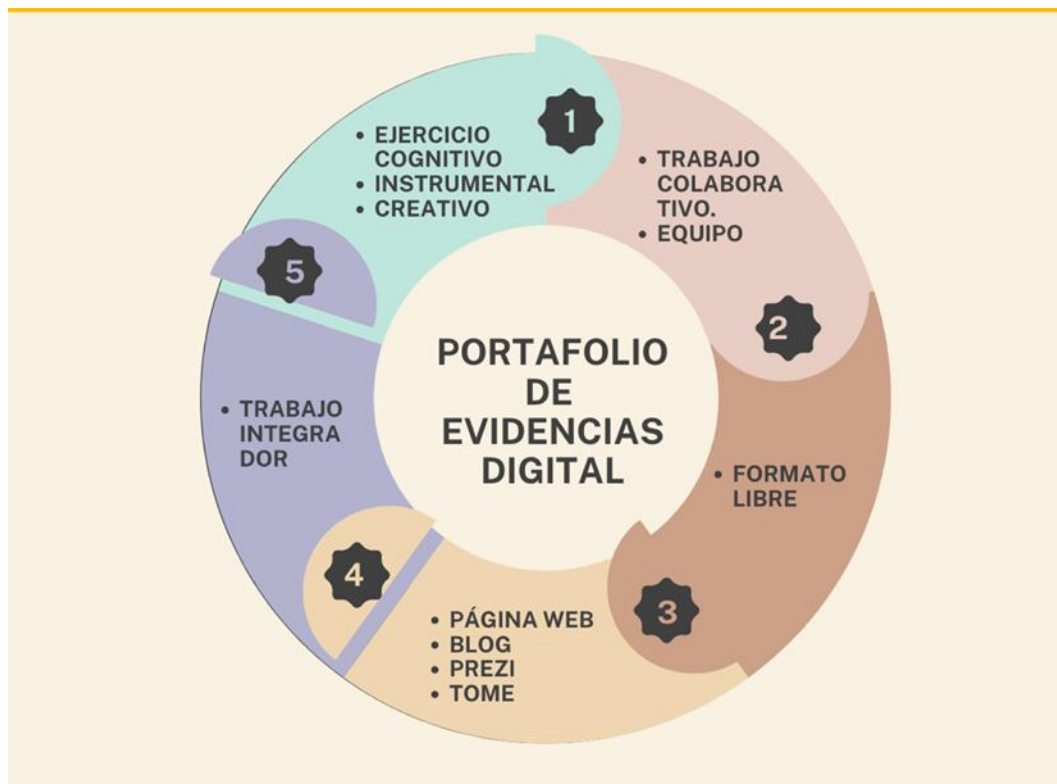 1
• EJERCICIO
COGNITIVO
• INSTRUMENTAL
• CREATIVO
• TRABAJO
COLABORA
TIVO.
• EQUIPO
2
• FORMATO
LIBRE
3
• PÁGINA WEB
• BLOG
• PREZI
• TOME
4
• TRABAJO
INTEGRA
DOR
5
PORTAFOLIO
DE
EVIDENCIAS
DIGITAL